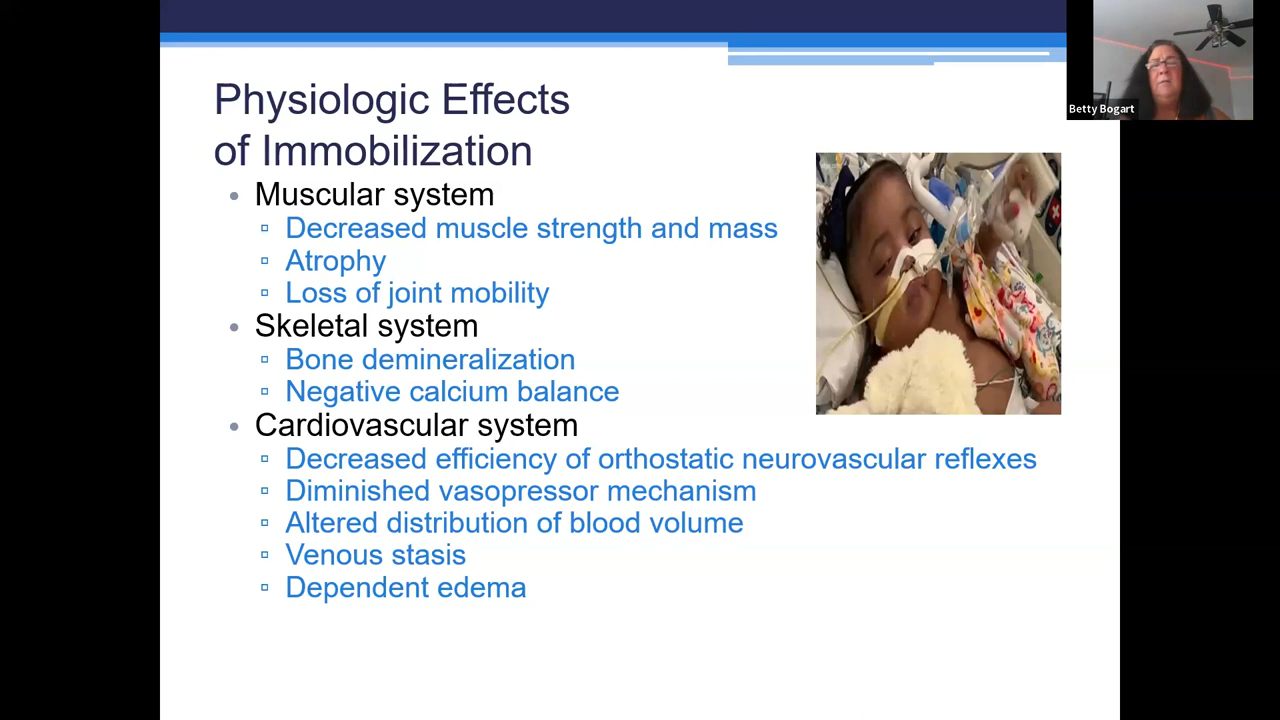 Physiologic Effects
of Immobilization
Muscular system
Decreased muscle strength and mass
Atrophy
Loss of joint mobility
Skeletal system
Bone demineralization
Negative calcium balance
Cardiovascular system
Decreased efficiency of orthostatic neurovascular reflexes
Diminished vasopressor mechanism
Altered distribution of blood volume
Venous stasis
Dependent edema
Betty Bogart